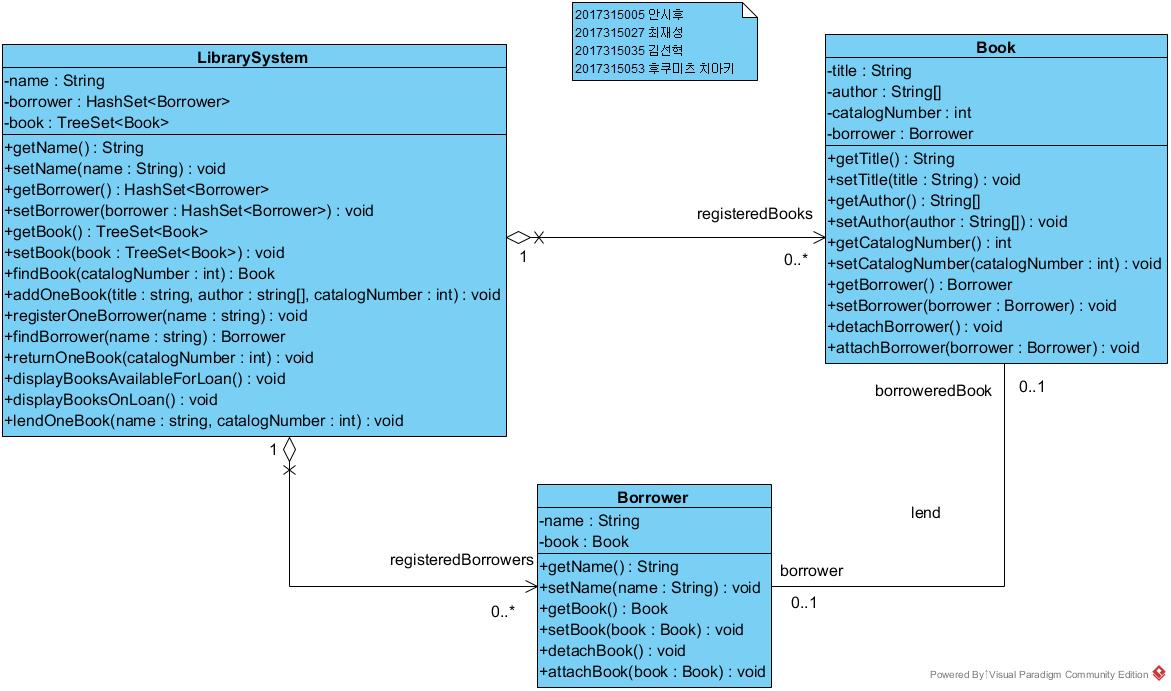 2017315005 안시후
2017315027 최재성
2017315035 김선혁
2017315053 후쿠미츠 치마키
LibrarySystem
-name : String
-borrower : HashSet<Borrower>
-book : TreeSet<Book>
+getName() : String
+setName(name : String) : void
+getBorrower() : HashSet<Borrower>
+setBorrower(borrower : HashSet<Borrower>) : void
+getBook() : TreeSet<Book>
+setBook(book : TreeSet<Book>) : void
+findBook(catalogNumber : int) : Book
+addOneBook(title : string, author : string[], catalogNumber : int) : void
+registerOneBorrower(name : string) : void
+findBorrower(name : string) : Borrower
+returnOneBook(catalogNumber : int) : void
+displayBooksAvailableForLoan() : void
+displayBooksOnLoan() : void
+lendOneBook(name : string, catalogNumber : int) : void
Book
-title : String
-author : String[]
-catalogNumber : int
-borrower : Borrower
+getTitle() : String
+setTitle(title : String) : void
+getAuthor() : String[]
+setAuthor(author : String[]) : void
+getCatalogNumber() : int
+setCatalogNumber(catalogNumber : int) : void
+getBorrower() : Borrower
+setBorrower(borrower : Borrower) : void
+detachBorrower() : void
+attachBorrower(borrower : Borrower) : void
registeredBooks
1
0..*
borroweredBook
0..1
lend
1
registeredBorrowers
0..*
Borrower
-name : String
-book : Book
+getName() : String
+setName(name : String) : void
+getBook() : Book
+setBook(book : Book) : void
+detachBook() : void
+attachBook(book : Book) : void
borrower
0..1
Powered By Visual Paradigm Community Edition